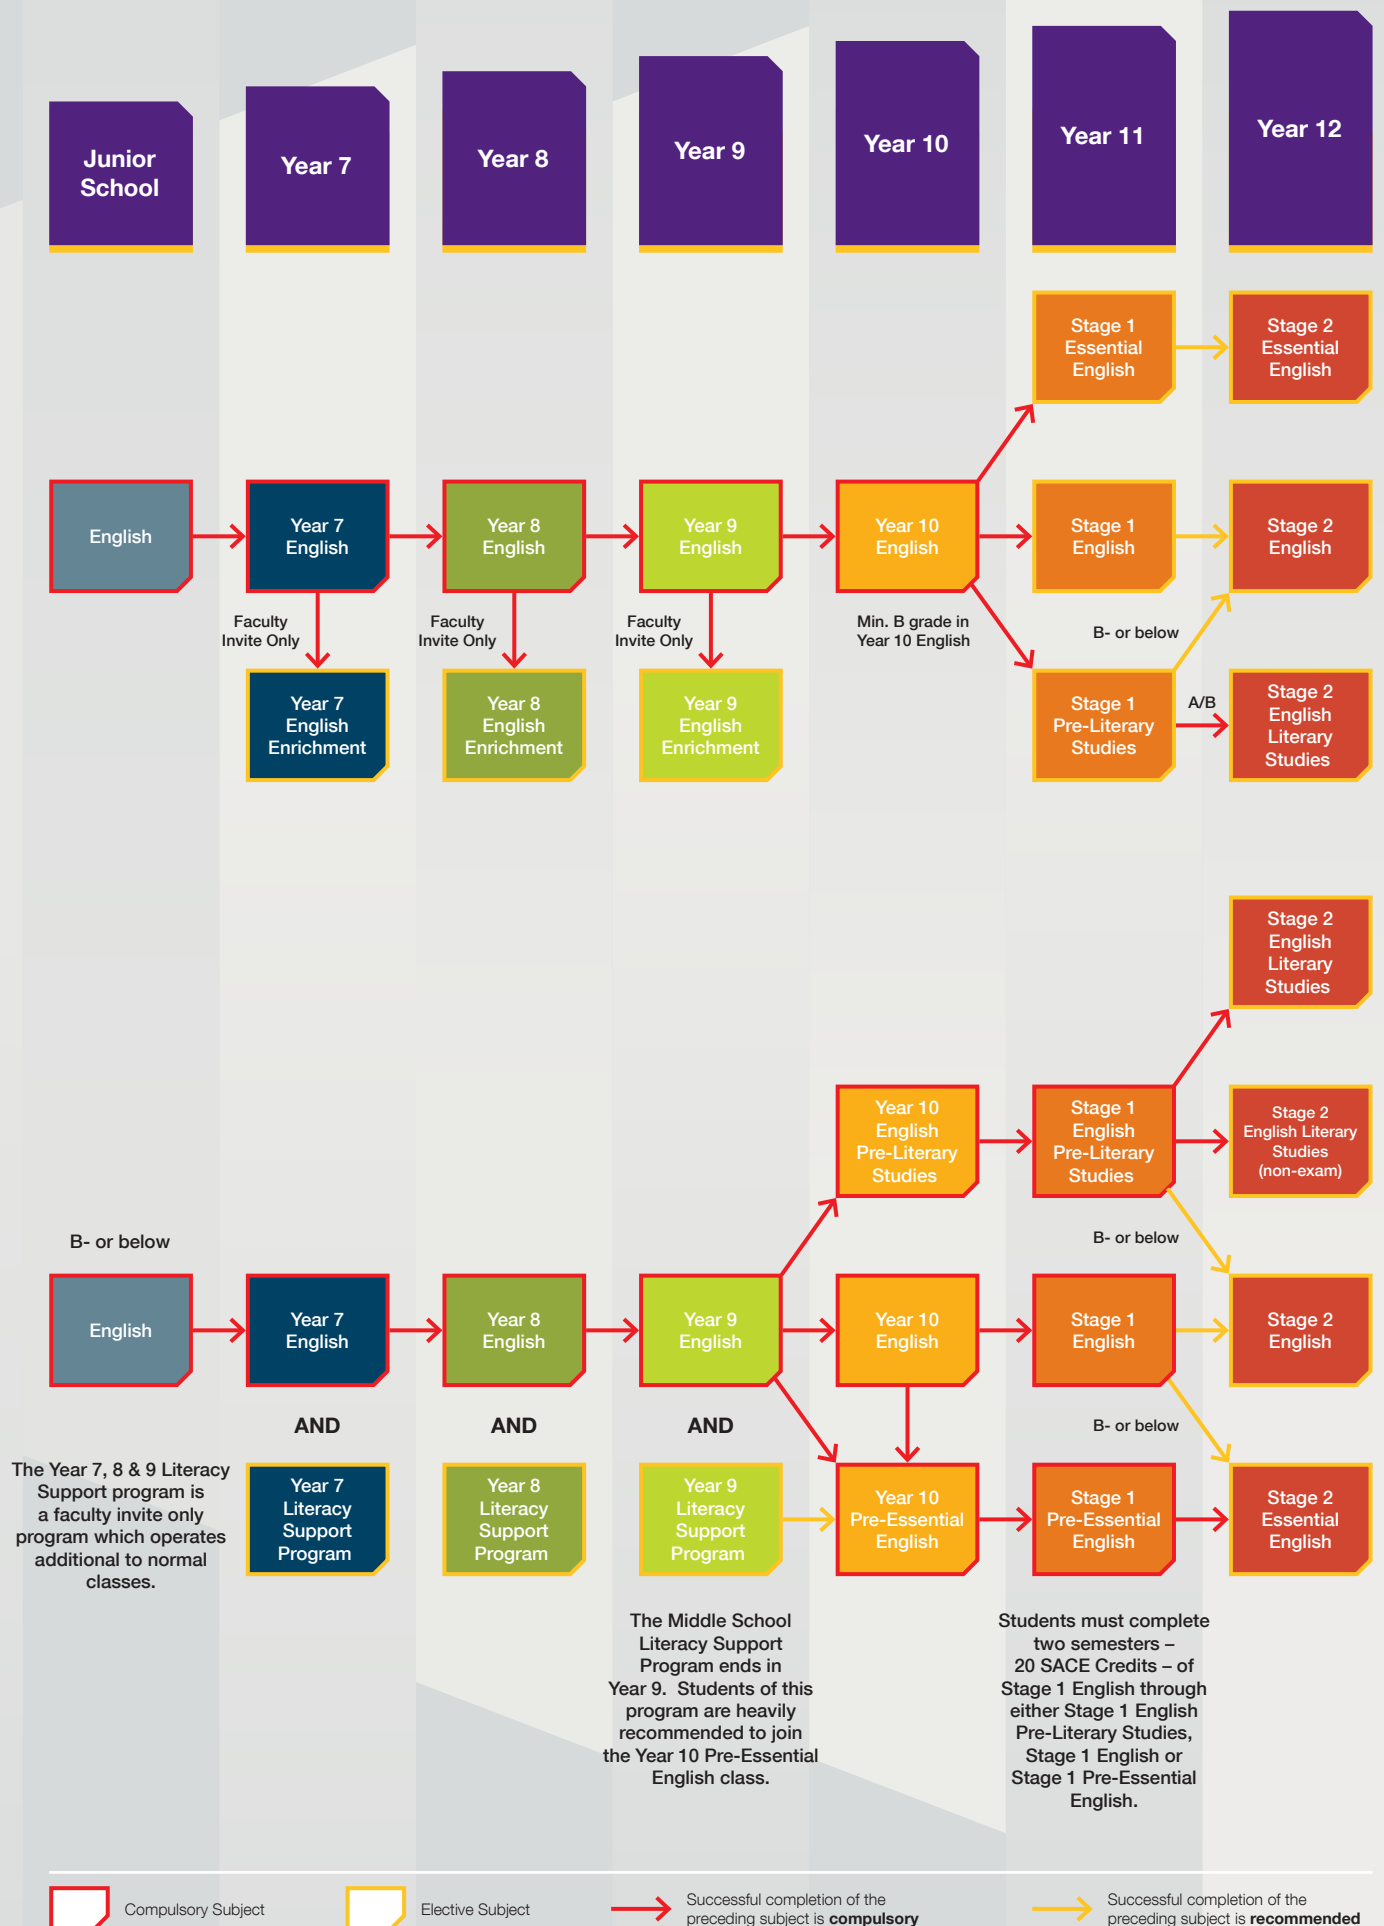 Junior
School
Year 7
Year 8
Year 9
Year 10
Year 11
Year 12
Stage 1
Essential
English
Stage 2
Essential
English
English
Year 7
English
Year 8
English
Year 9
English
Year 10
English
Stage 1
English
Stage 2
English
Faculty
Invite Only
Faculty
Invite Only
Faculty
Invite Only
Min. B grade in
Year 10 English
B- or below
Year 7
English
Enrichment
Year 8
English
Enrichment
Year 9
English
Enrichment
Stage 1
Pre-Literary
Studies
A/B
Stage 2
English
Literary
Studies
Stage 2
English
Literary
Studies
Year 10
English
Pre-Literary
Studies
Stage 1
English
Pre-Literary
Studies
Stage 2
English Literary
Studies
(non-exam)
B- or below
B- or below
English
Year 7
English
Year 8
English
Year 9
English
Year 10
English
Stage 1
English
Stage 2
English
AND
AND
AND
B- or below
The Year 7, 8 & 9 Literacy
Support program is
a faculty invite only
program which operates
additional to normal
classes.
Year 7
Literacy
Support
Program
Year 8
Literacy
Support
Program
Year 9
Literacy
Support
Program
Year 10
Pre-Essential
English
Stage 1
Pre-Essential
English
Stage 2
Essential
English
The Middle School
Literacy Support
Program ends in
Year 9. Students of this
program are heavily
recommended to join
the Year 10 Pre-Essential
English class.
Students must complete
two semesters –
20 SACE Credits – of
Stage 1 English through
either Stage 1 English
Pre-Literary Studies,
Stage 1 English or
Stage 1 Pre-Essential
English.
Compulsory Subject
Elective Subject
Successful completion of the
preceding subject is compulsory
Successful completion of the
preceding subject is recommended